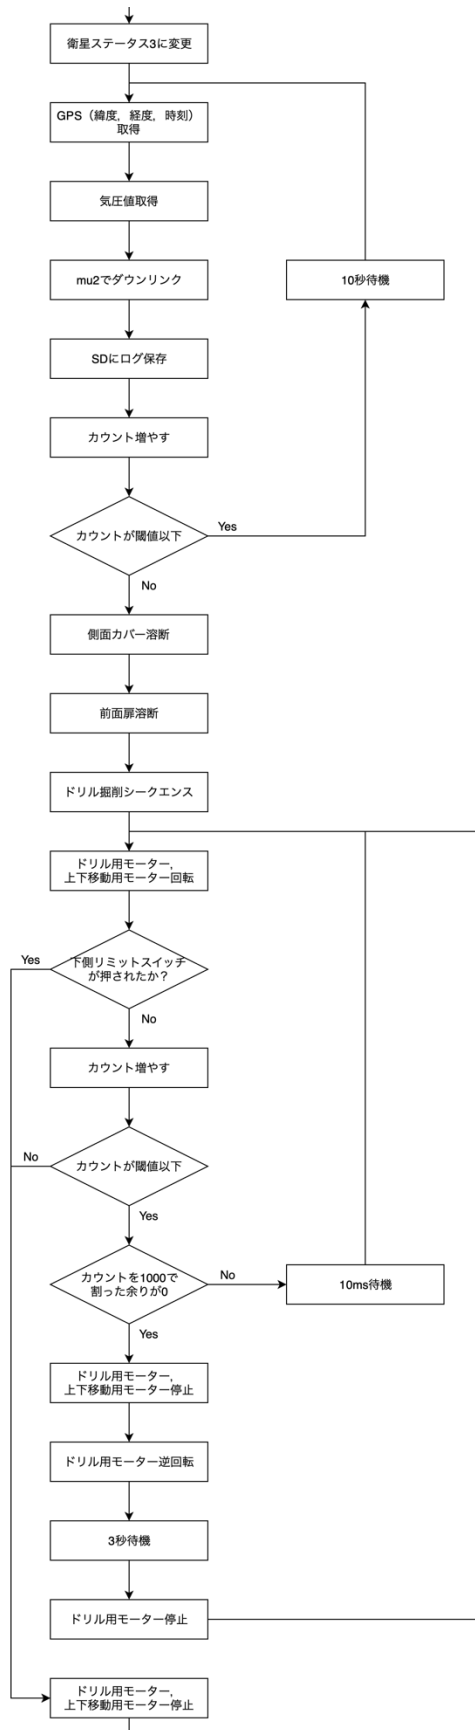 衛星ステータス3に変更
GPS（緯度，経度，時刻）
取得
気圧値取得
mu2でダウンリンク
10秒待機
SDにログ保存
カウント増やす
カウントが閾値以下
Yes
No
側面カバー溶断
前面扉溶断
ドリル掘削シークエンス
ドリル用モーター，
上下移動用モーター回転
Yes
下側リミットスイッチ
が押されたか？
No
カウント増やす
No
カウントが閾値以下
Yes
カウントを1000で
割った余りが0
No
10ms待機
Yes
ドリル用モーター，
上下移動用モーター停止
ドリル用モーター逆回転
3秒待機
ドリル用モーター停止
ドリル用モーター，
上下移動用モーター停止